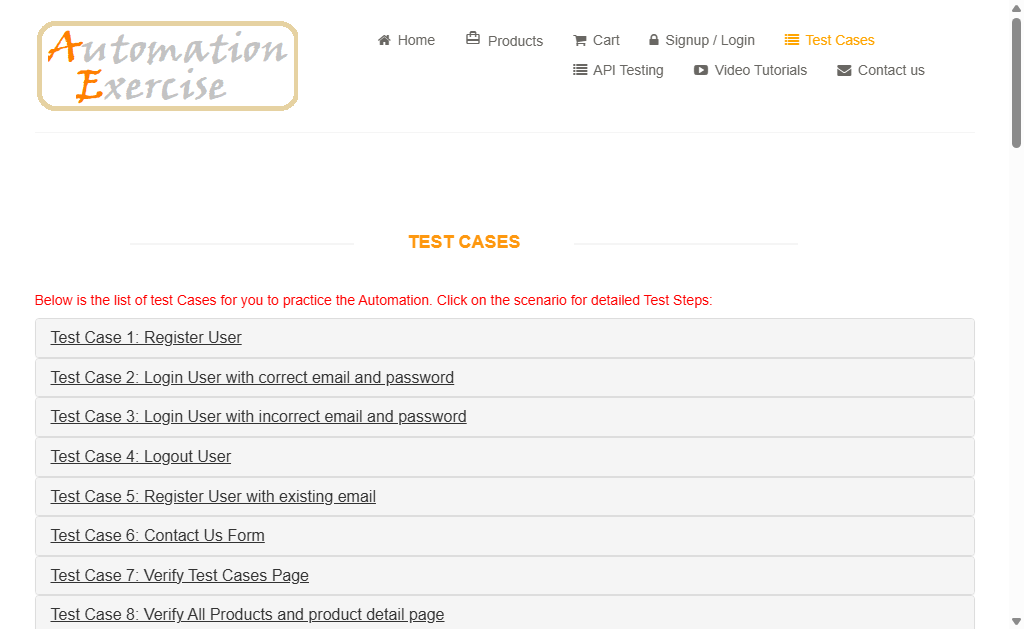 Automation
Exercise
Home
Products
Cart
Signup / Login
Test Cases
API Testing
Video Tutorials
Contact us
TEST CASES
Below is the list of test Cases for you to practice the Automation. Click on the scenario for detailed Test Steps:
Test Case 1: Register User
Test Case 2: Login User with correct email and password
Test Case 3: Login User with incorrect email and password
Test Case 4: Logout User
Test Case 5: Register User with existing email
Test Case 6: Contact Us Form
Test Case 7: Verify Test Cases Page
Test Case 8: Verify All Products and product detail page